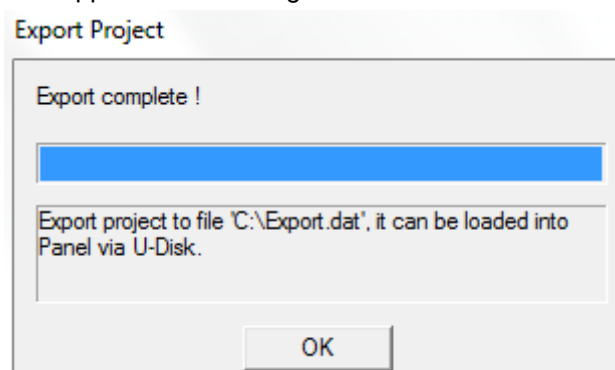 Export Project
Export complete !
Export project to file 'C:\Export.dat', it can be loaded into
Panel via U-Disk.
OK